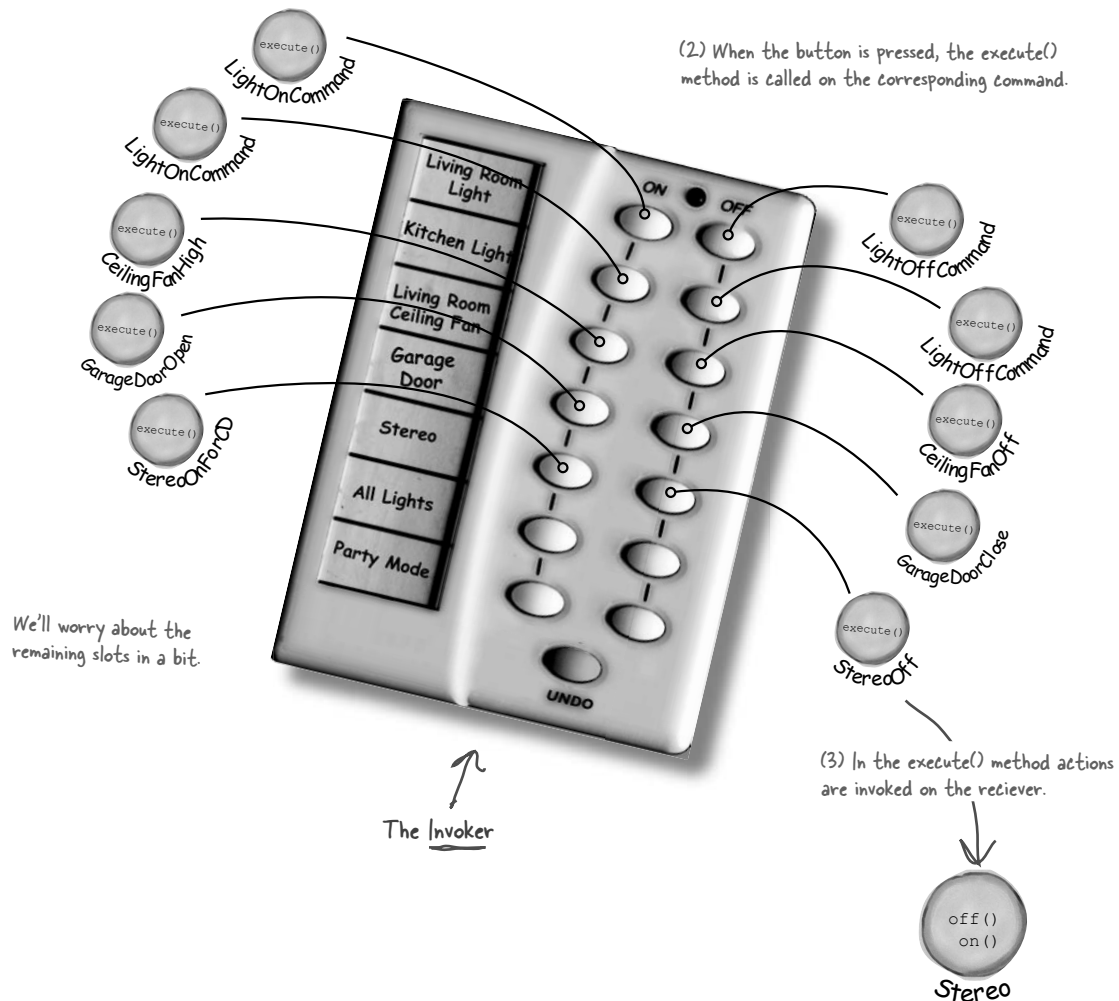 execute()
LightOnCommand
(2) When the button is pressed, the execute()
method is called on the corresponding command.
execute()
LightOnCommand
execute()
CeilingFanHigh
execute()
GarageDoorOpen
execute()
StereoOnForCD
Living Room
Light
Kitchen Light
Living Room
Ceiling Fan
Garage
Door
Stereo
All Lights
Party Mode
ON
OFF
UNDO
execute()
LightOffCommand
execute()
LightOffCommand
execute()
CeilingFanOff
execute()
GarageDoorClose
execute()
StereoOff
We'll worry about the
remaining slots in a bit.
The Invoker
(3) In the execute() method actions
are invoked on the reciever.
off()
on()
Stereo